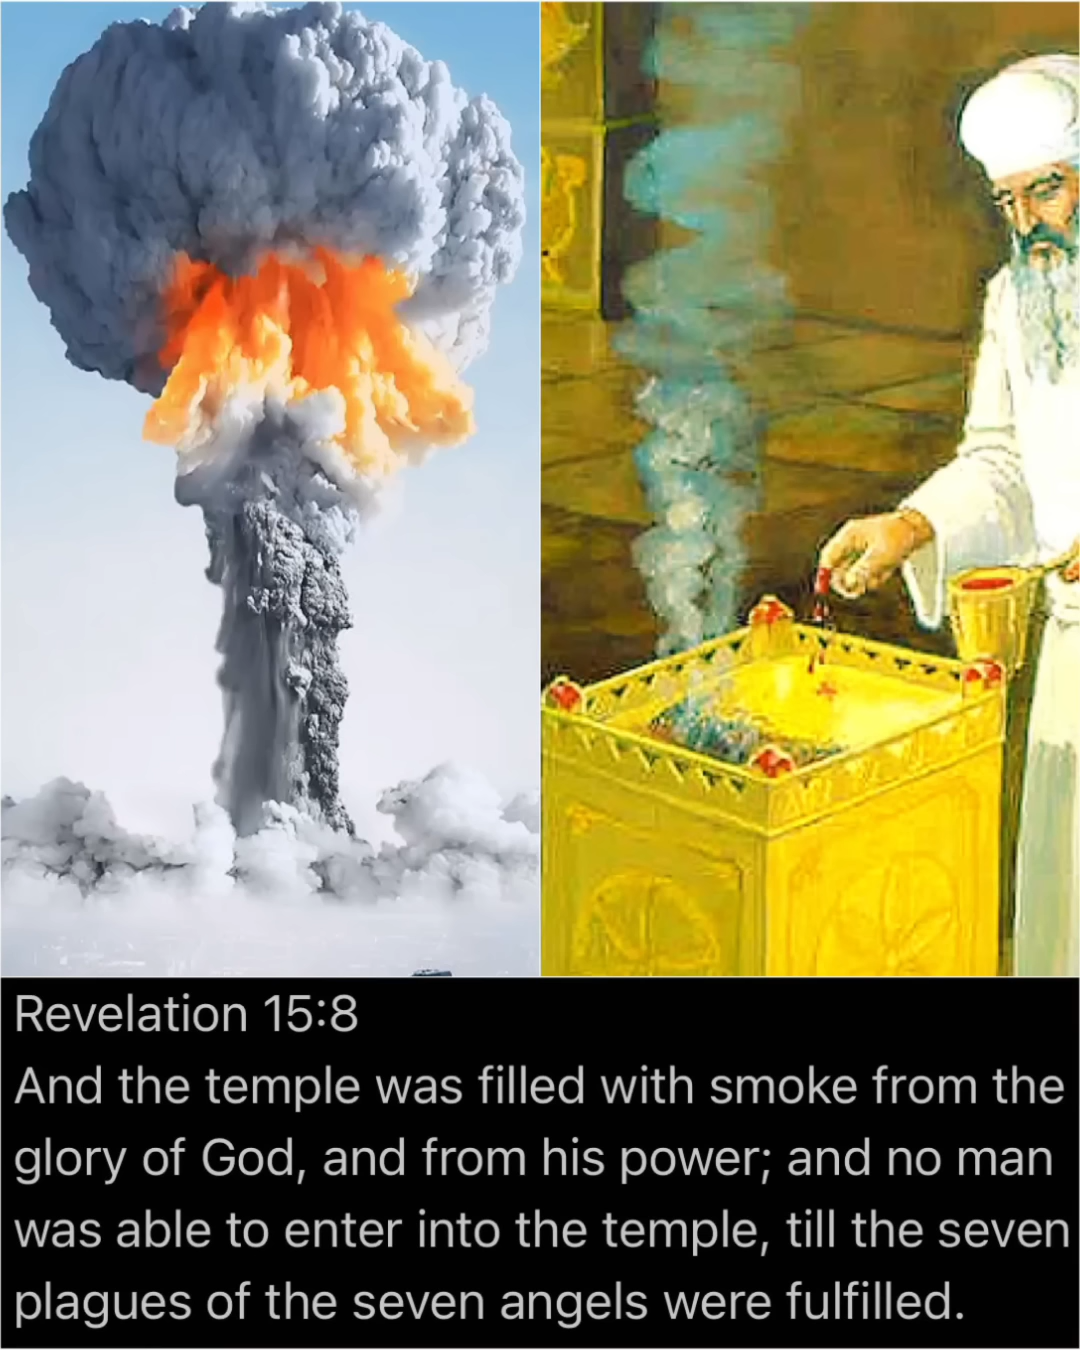 Revelation 15:8
And the temple was filled with smoke from the
glory of God, and from his power; and no man
was able to enter into the temple, till the seven
plagues of the seven angels were fulfilled.